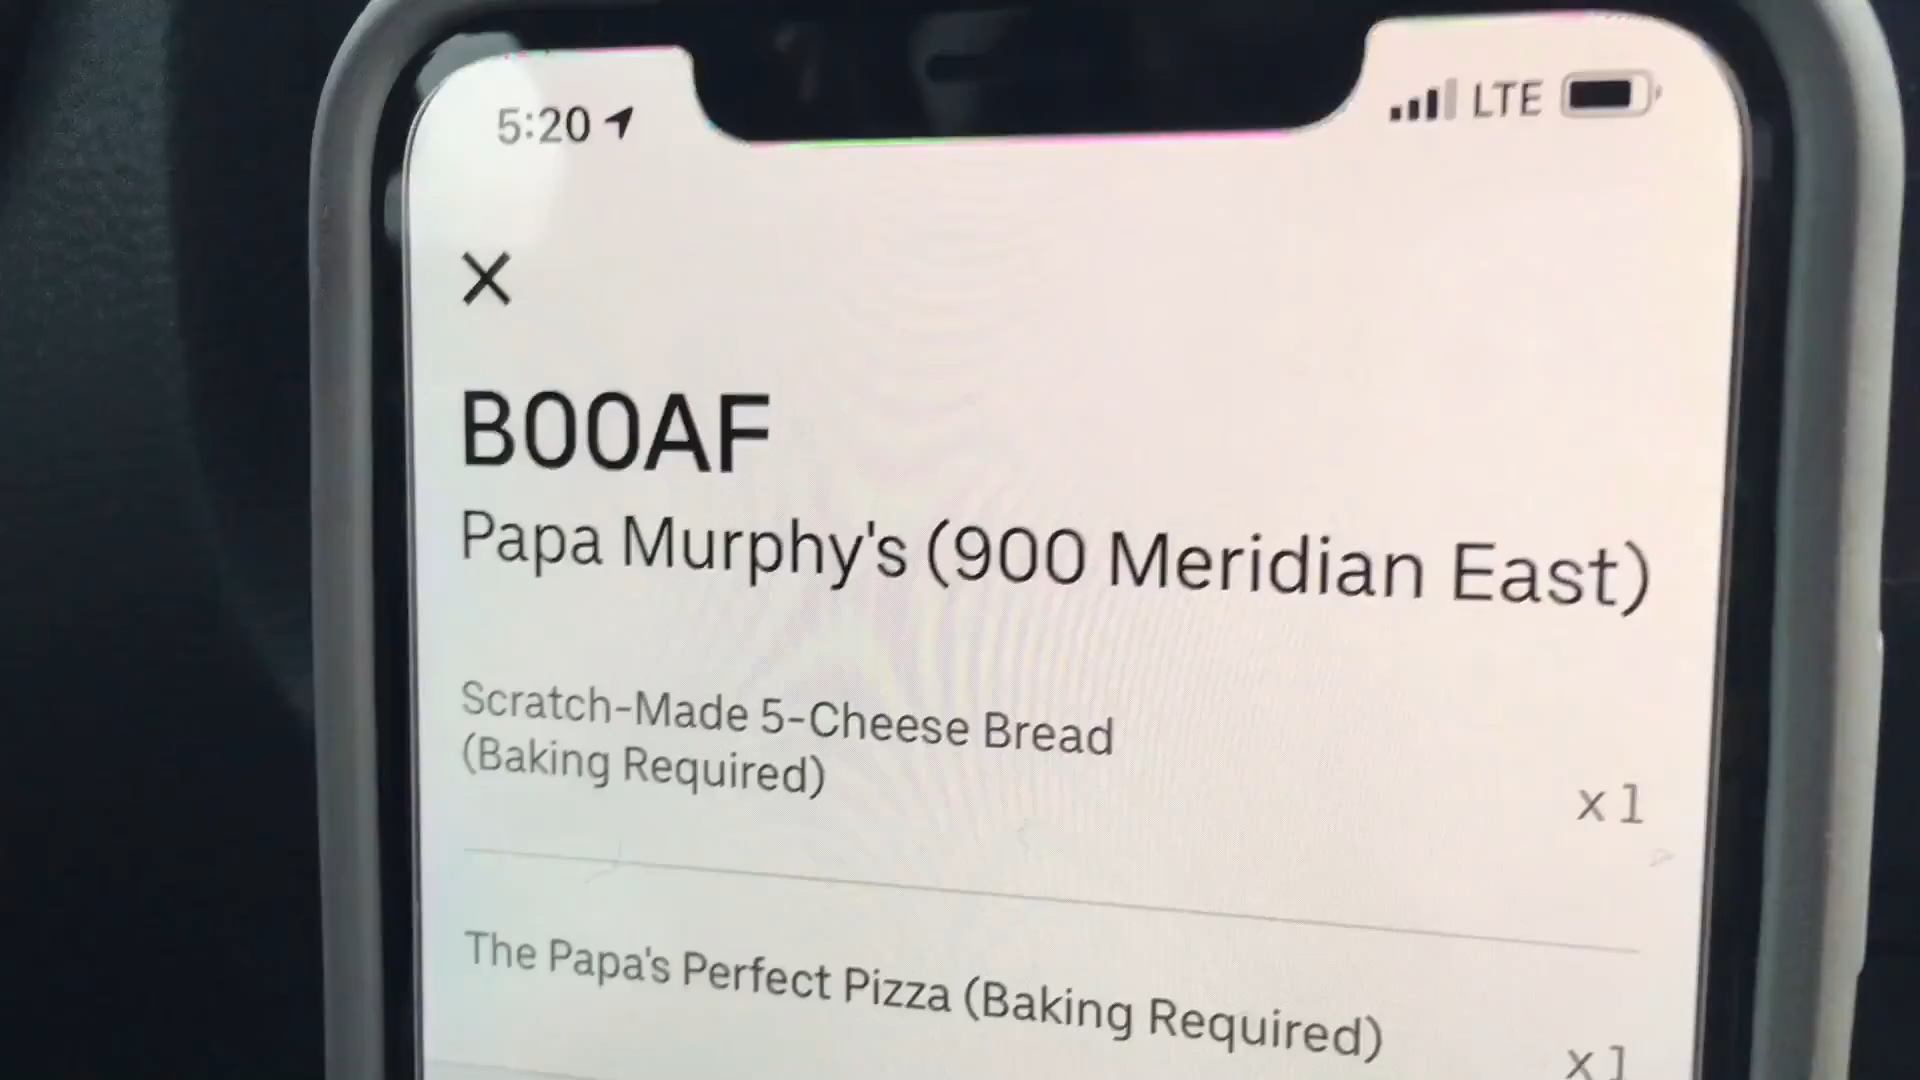 5:20
LTE
B00AF
Papa Murphy's (900 Meridian East)
Scratch-Made 5-Cheese Bread
(Baking Required)
x 1
The Papa's Perfect Pizza (Baking Required)
x 1